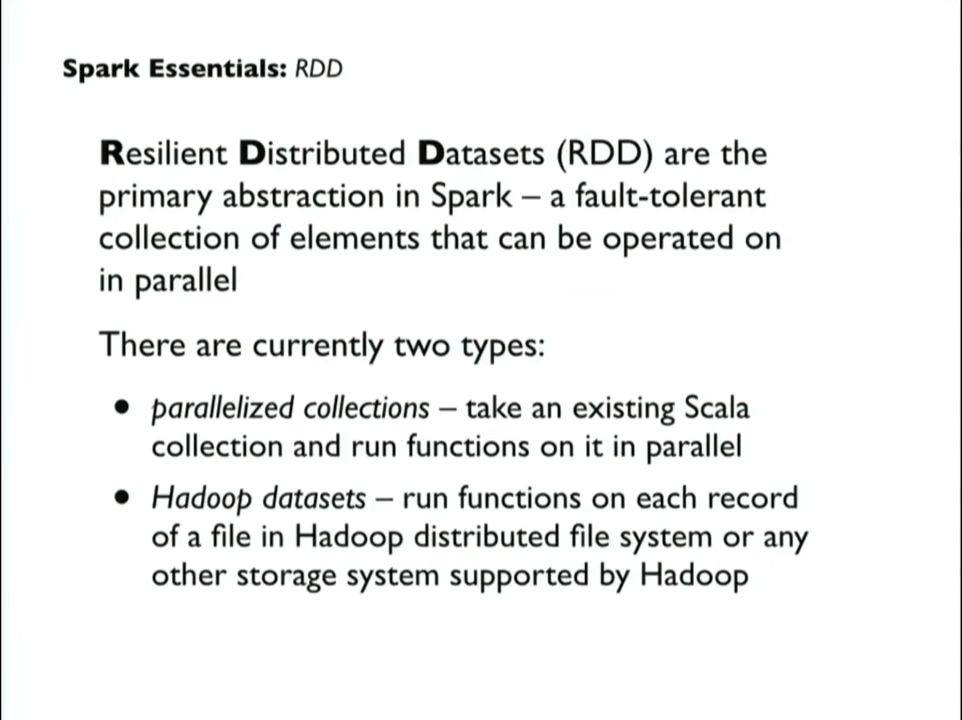 Spark Essentials: RDD
Resilient Distributed Datasets (RDD) are the
primary abstraction in Spark – a fault-tolerant
collection of elements that can be operated on
in parallel
There are currently two types:
• parallelized collections – take an existing Scala
collection and run functions on it in parallel
• Hadoop datasets – run functions on each record
of a file in Hadoop distributed file system or any
other storage system supported by Hadoop